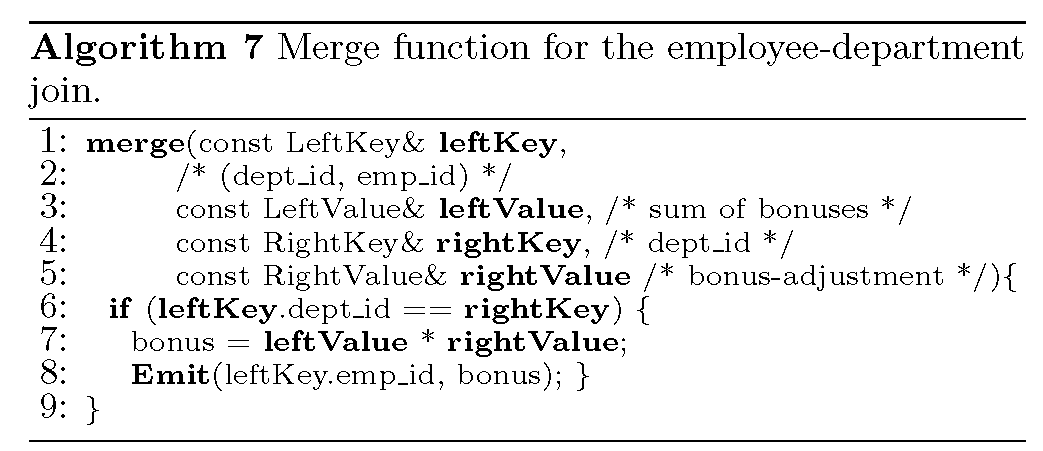 Algorithm 7 Merge function for the employee-department
join.
1: merge(const LeftKey& leftKey,
2: /* (dept_id, emp_id) */
3: const LeftValue& leftValue, /* sum of bonuses */
4: const RightKey& rightKey, /* dept_id */
5: const RightValue& rightValue /* bonus-adjustment */){
6: if (leftKey.dept_id == rightKey) {
7: bonus = leftValue * rightValue;
8: Emit(leftKey.emp_id, bonus); }
9: }